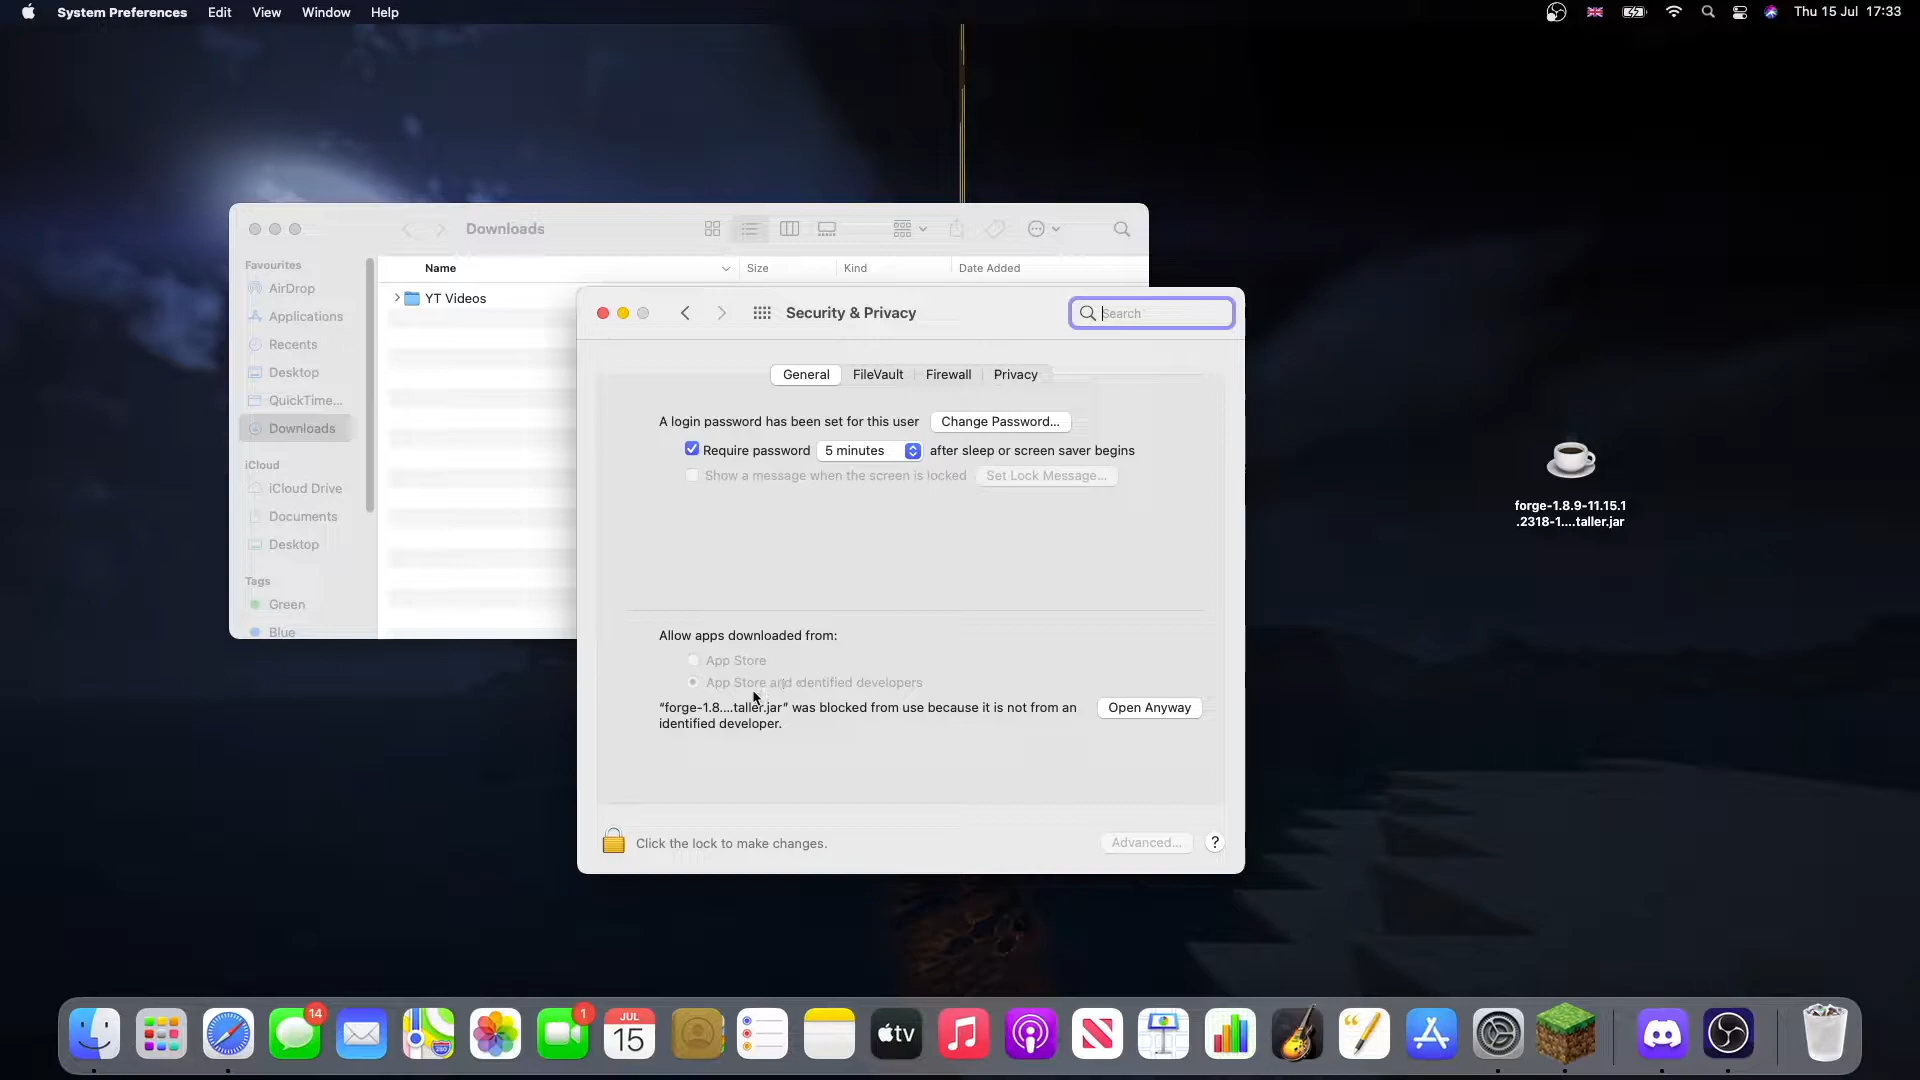 System Preferences Edit View Window Help
Thu 15 Jul 17:33
Downloads
Name Size Kind Date Added
YT Videos
Favourites
AirDrop
Applications
Recents
Desktop
QuickTime...
Downloads
iCloud
iCloud Drive
Documents
Desktop
Tags
Green
Blue
Security & Privacy
Search
General FileVault Firewall Privacy
A login password has been set for this user Change Password...
Require password 5 minutes after sleep or screen saver begins
Show a message when the screen is locked Set Lock Message...
Allow apps downloaded from:
App Store
App Store and identified developers
"forge-1.8....taller.jar" was blocked from use because it is not from an Open Anyway
identified developer.
Click the lock to make changes. Advanced... ?
forge-1.8.9-11.15.1
.2318-1....taller.jar
14
1
JUL
15
tv
280